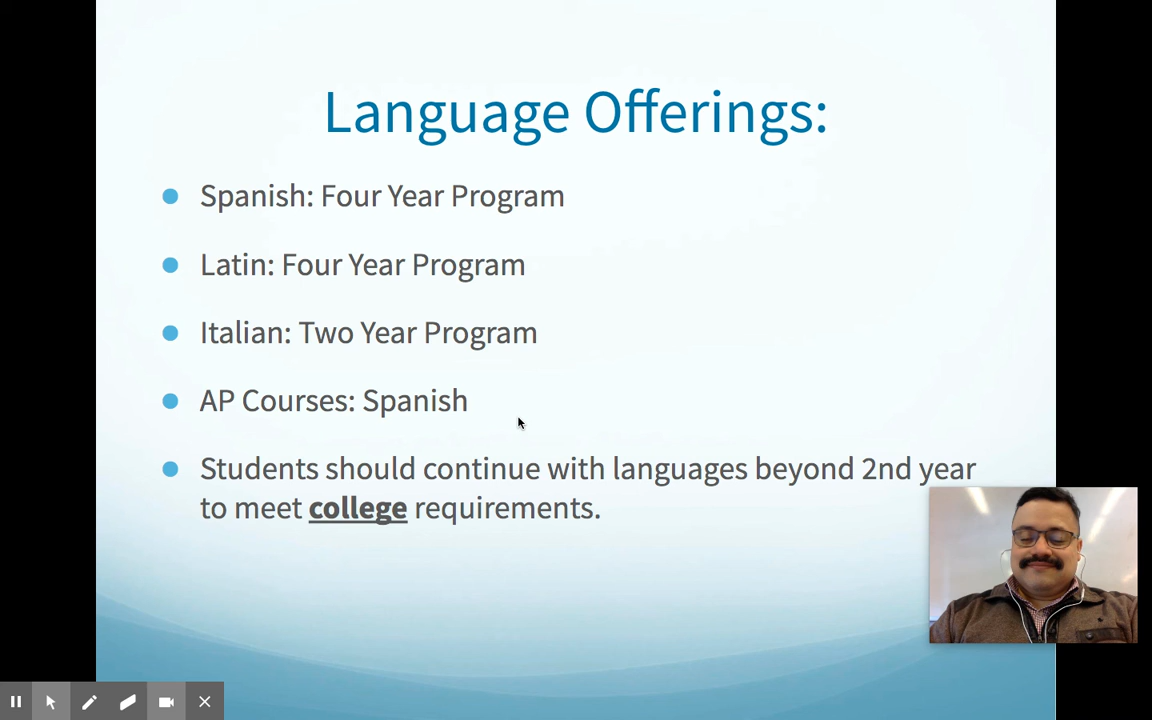 Language Offerings:
Spanish: Four Year Program
Latin: Four Year Program
Italian: Two Year Program
AP Courses: Spanish
Students should continue with languages beyond 2nd year
to meet college requirements.